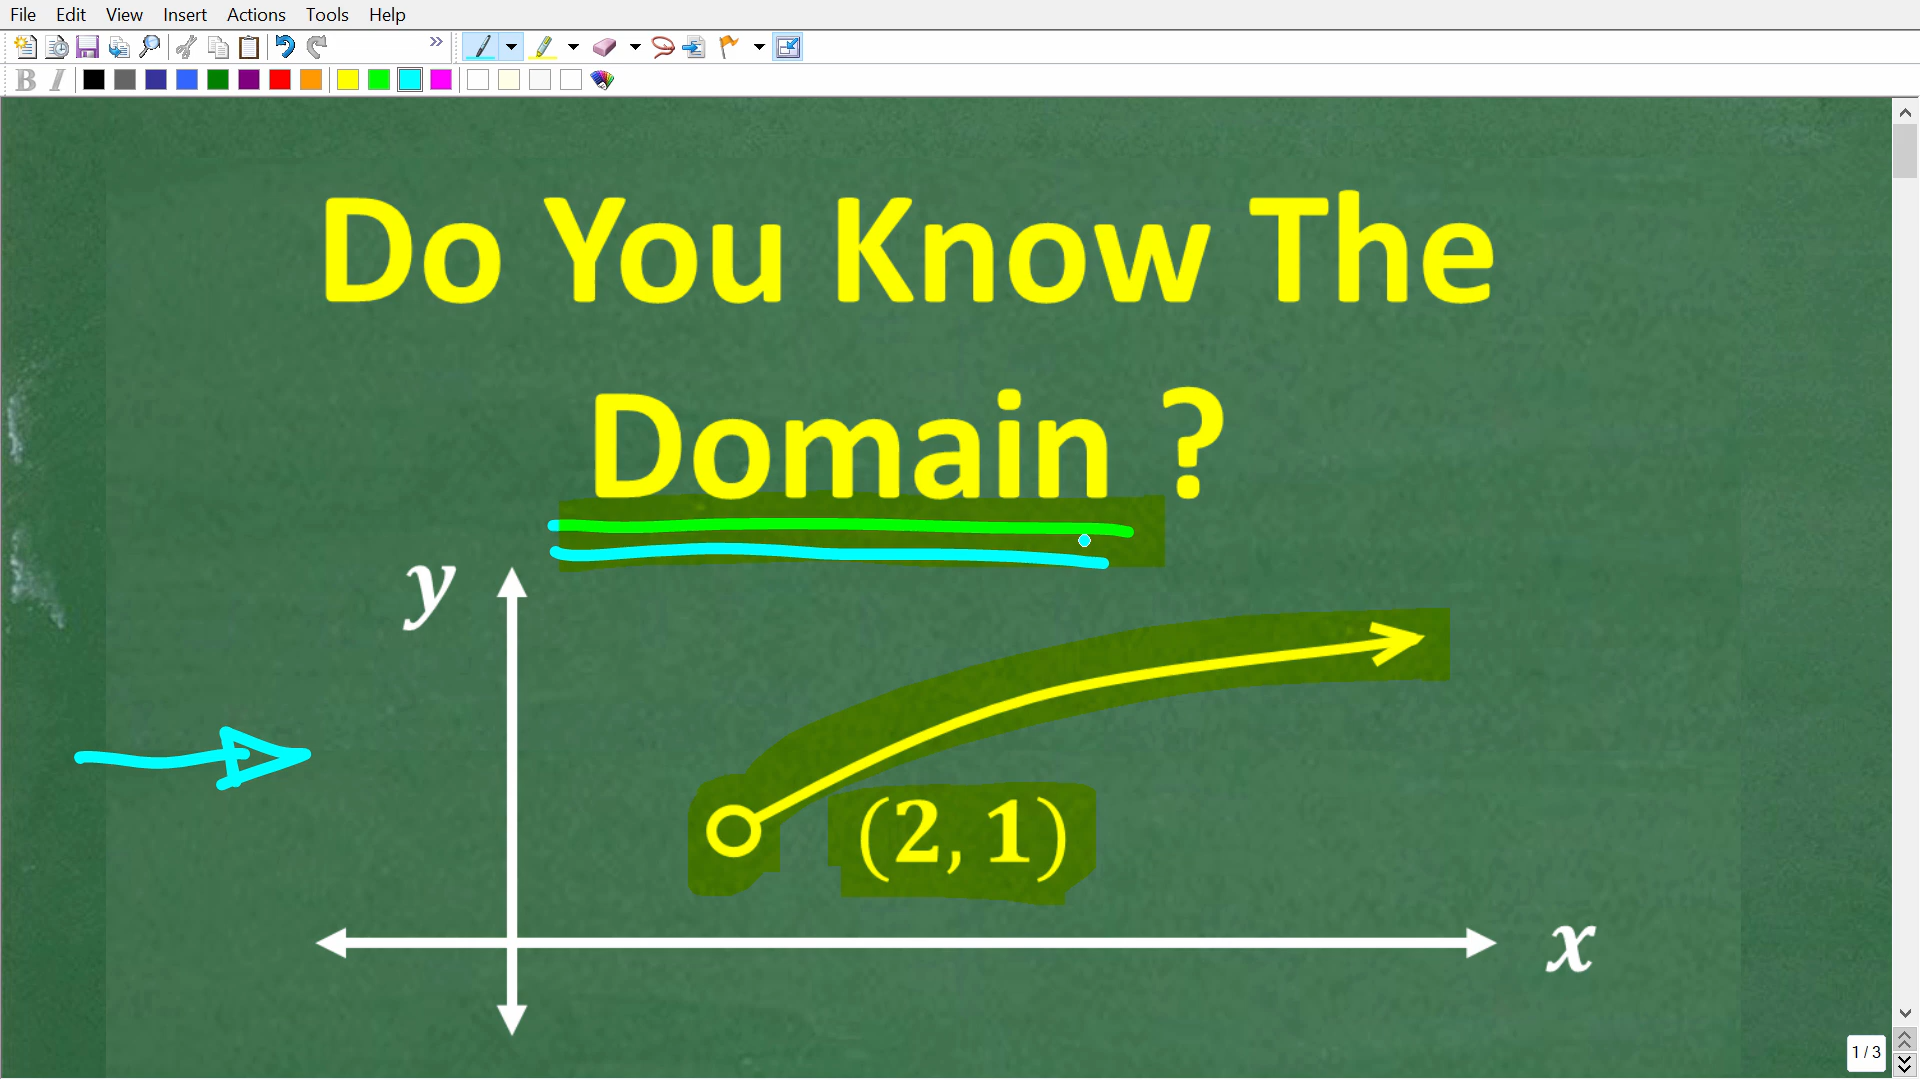 File Edit View Insert Actions Tools Help
B I
Do You Know The
Domain ?
y
(2, 1)
x
1 / 3